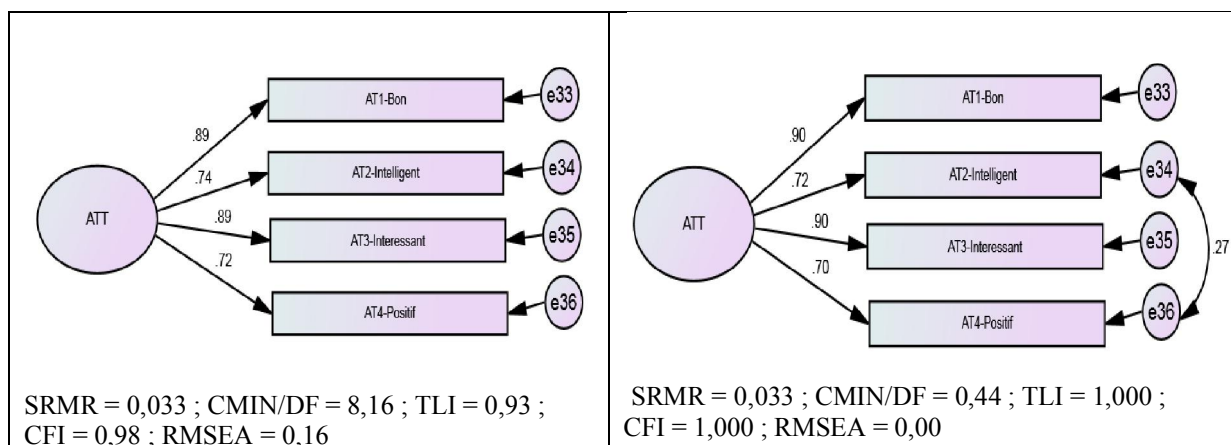 AT1-Bon
e33
.89
.74
AT2-Intelligent
e34
ATT
.89
AT3-Interessant
e35
.72
AT4-Positif
e36
SRMR = 0,033 ; CMIN/DF = 8,16 ; TLI = 0,93 ;
CFI = 0,98 ; RMSEA = 0,16
AT1-Bon
e33
.90
.72
AT2-Intelligent
e34
ATT
.90
AT3-Interessant
e35
.27
.70
AT4-Positif
e36
SRMR = 0,033 ; CMIN/DF = 0,44 ; TLI = 1,000 ;
CFI = 1,000 ; RMSEA = 0,00